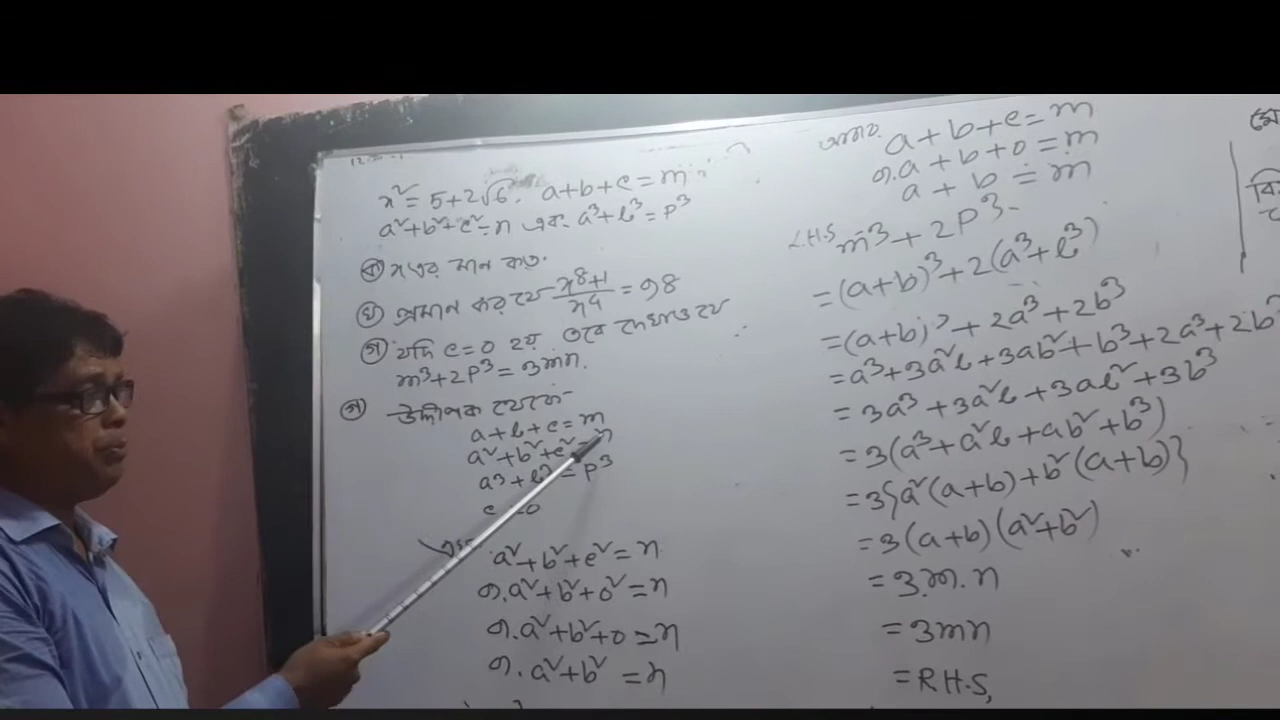 x² = 5+2√6. a+b+c = m
a²+b²+c² = n এবং a³+b³ = p³
ক) x এর মান কত.
খ) প্রমান কর যে x⁸+1/x⁴ = 98
গ) যদি c=0 হয় তবে দেখাও যে
m³+2p³ = 3mn.
গ) উদ্দীপক থেকে-
a+b+c = m
a²+b²+c² = n
a³+b³ = p³
c = 0
a²+b²+c² = n
বা. a²+b²+0² = n
বা. a²+b²+0 = n
বা. a²+b² = n
আবার. a+b+c = m
বা. a+b+0 = m
a+b = m
L.H.S m³+2p³.
= (a+b)³+2(a³+b³)
= (a+b)³+2a³+2b³
= a³+3a²b+3ab²+b³+2a³+2b³
= 3a³+3a²b+3ab²+3b³
= 3(a³+a²b+ab²+b³)
= 3{a²(a+b)+b²(a+b)}
= 3(a+b)(a²+b²)
= 3.m.n
= 3mn
= R.H.S,